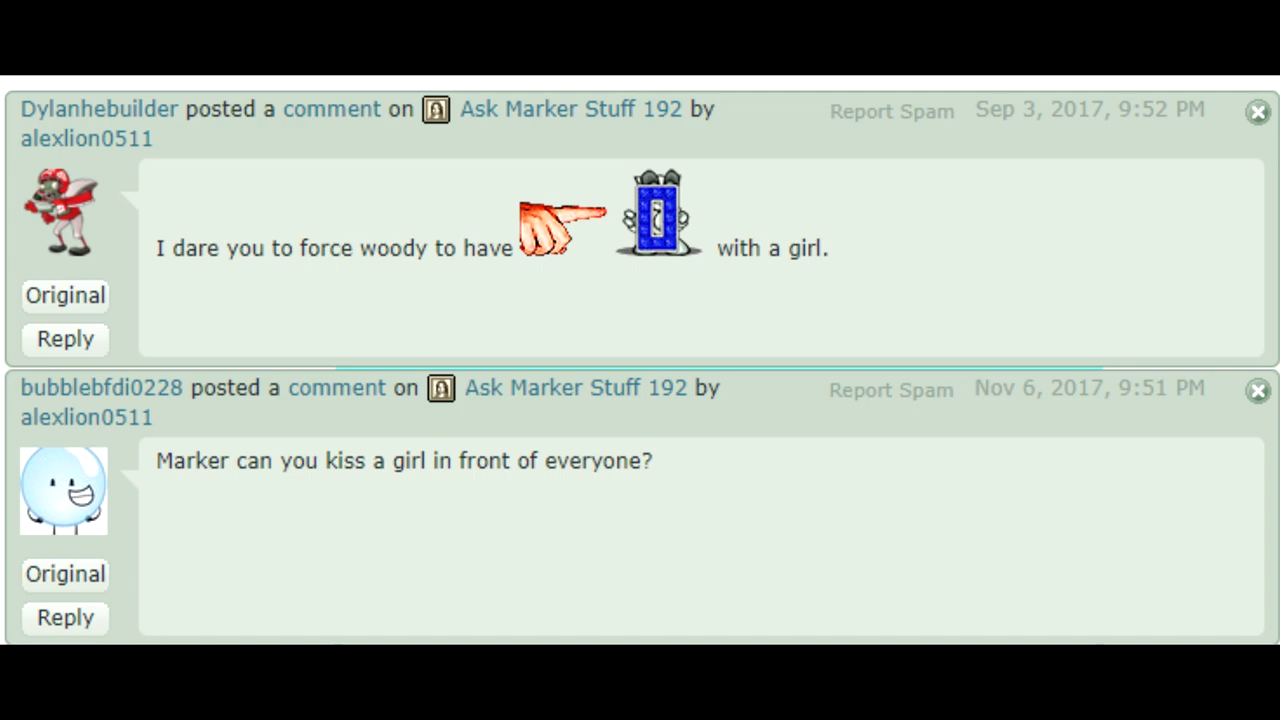 Dylanhebuilder posted a comment on Ask Marker Stuff 192 by Report Spam Sep 3, 2017, 9:52 PM
alexlion0511
I dare you to force woody to have with a girl.
Original
Reply
bubblebfdi0228 posted a comment on Ask Marker Stuff 192 by Report Spam Nov 6, 2017, 9:51 PM
alexlion0511
Marker can you kiss a girl in front of everyone?
Original
Reply